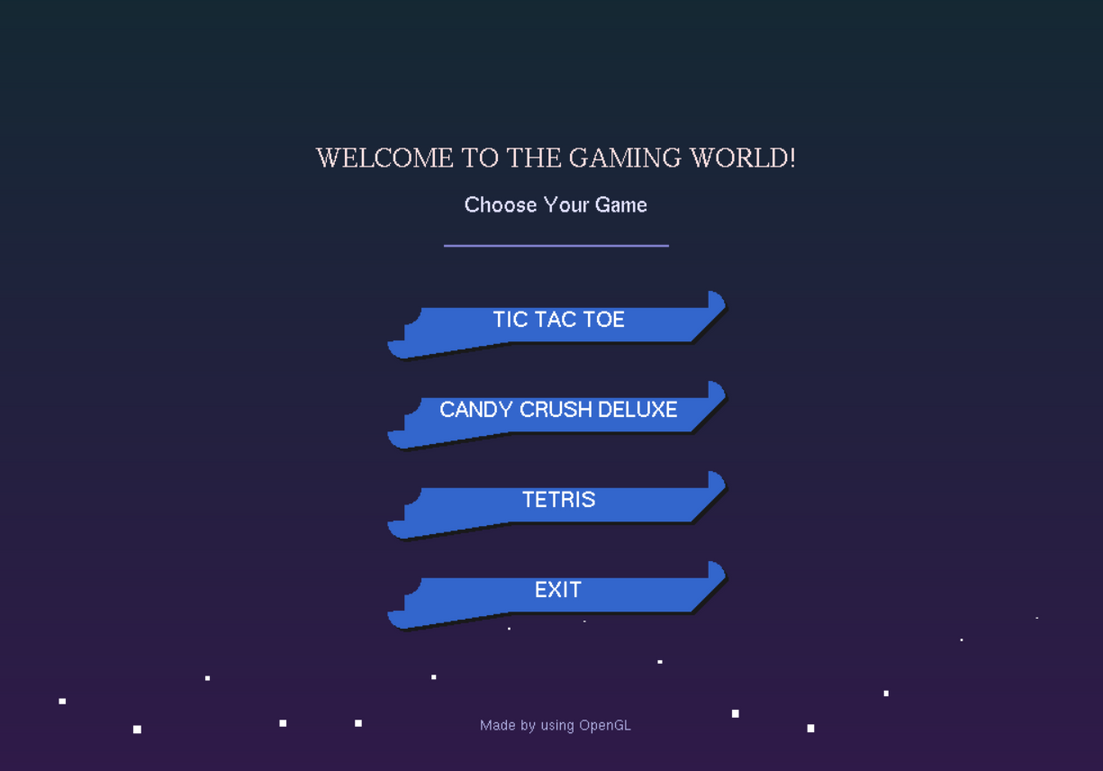 WELCOME TO THE GAMING WORLD!
Choose Your Game
TIC TAC TOE
CANDY CRUSH DELUXE
TETRIS
EXIT
Made by using OpenGL